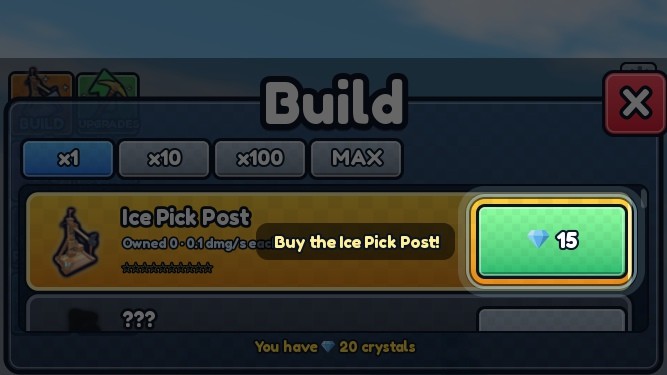 Build
BUILD
UPGRADES
x1
x10
x100
MAX
Ice Pick Post
Owned 0 · 0.1 dmg/s eac
Buy the Ice Pick Post!
15
???
You have 20 crystals